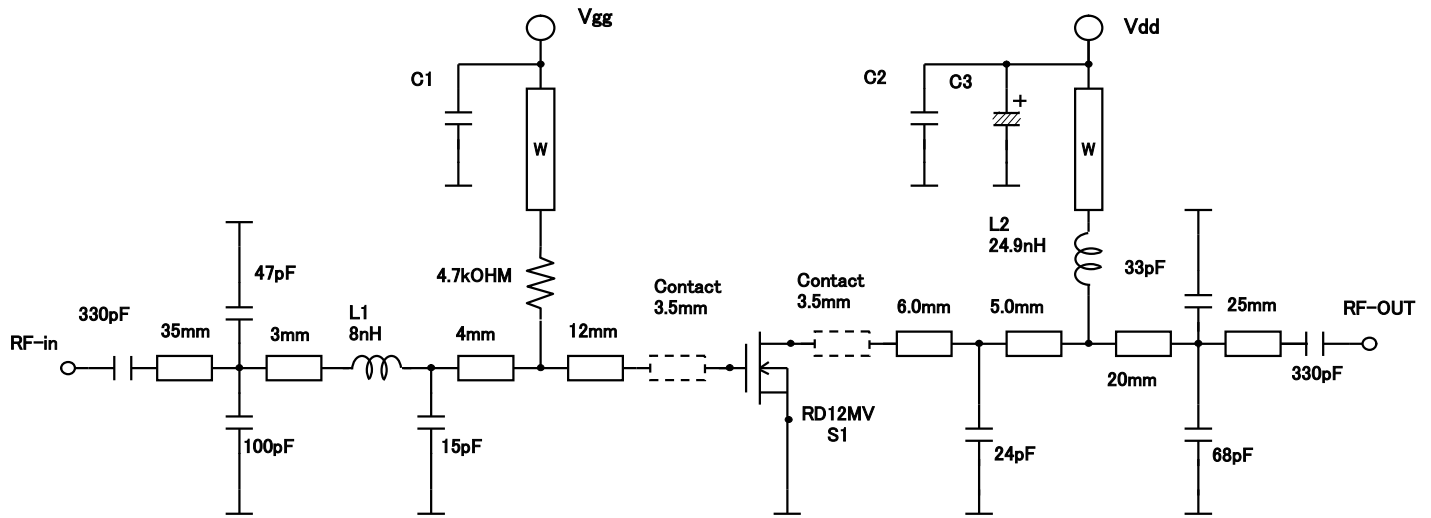 Vgg
Vdd
C1
C2
C3
+
W
W
L2
24.9nH
47pF
4.7kOHM
Contact
3.5mm
Contact
3.5mm
33pF
330pF
35mm
3mm
L1
8nH
4mm
12mm
6.0mm
5.0mm
25mm
RF-OUT
RF-in
20mm
330pF
RD12MV
S1
100pF
15pF
24pF
68pF